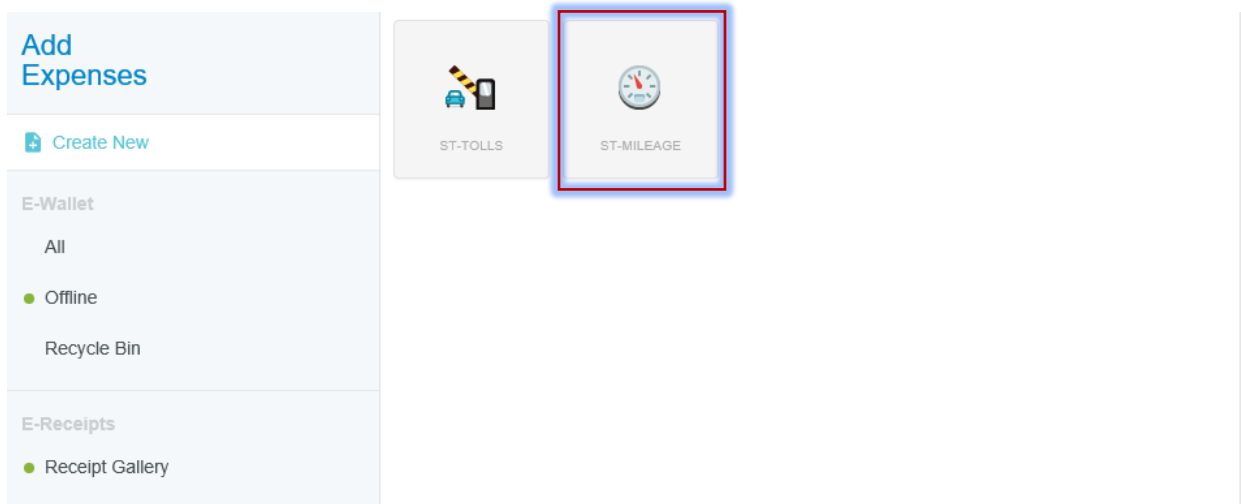 Add
Expenses
Create New
E-Wallet
All
Offline
Recycle Bin
E-Receipts
Receipt Gallery
ST-TOLLS
ST-MILEAGE